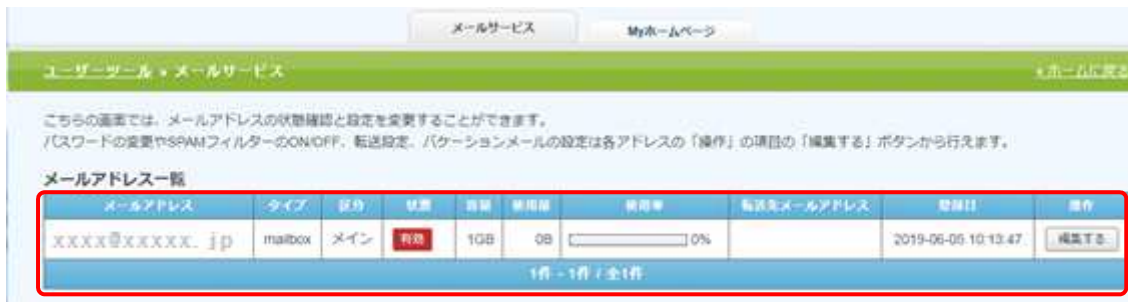 メールサービス Myホームページ
ユーザーツール » メールサービス ホームに戻る
こちらの画面では、メールアドレスの状態確認と設定を変更することができます。
パスワードの変更やSPAMフィルターのON/OFF、転送設定、バケーションメールの設定は各アドレスの「操作」の項目の「編集する」ボタンから行えます。
メールアドレス一覧
メールアドレス タイプ 区分 状態 容量 使用量 使用率 転送先メールアドレス 登録日 操作
xxxx@xxxxx. jp mailbox メイン 有効 1GB 0B 0% 2019-06-05 10:13:47 編集する
1件 - 1件 / 全1件